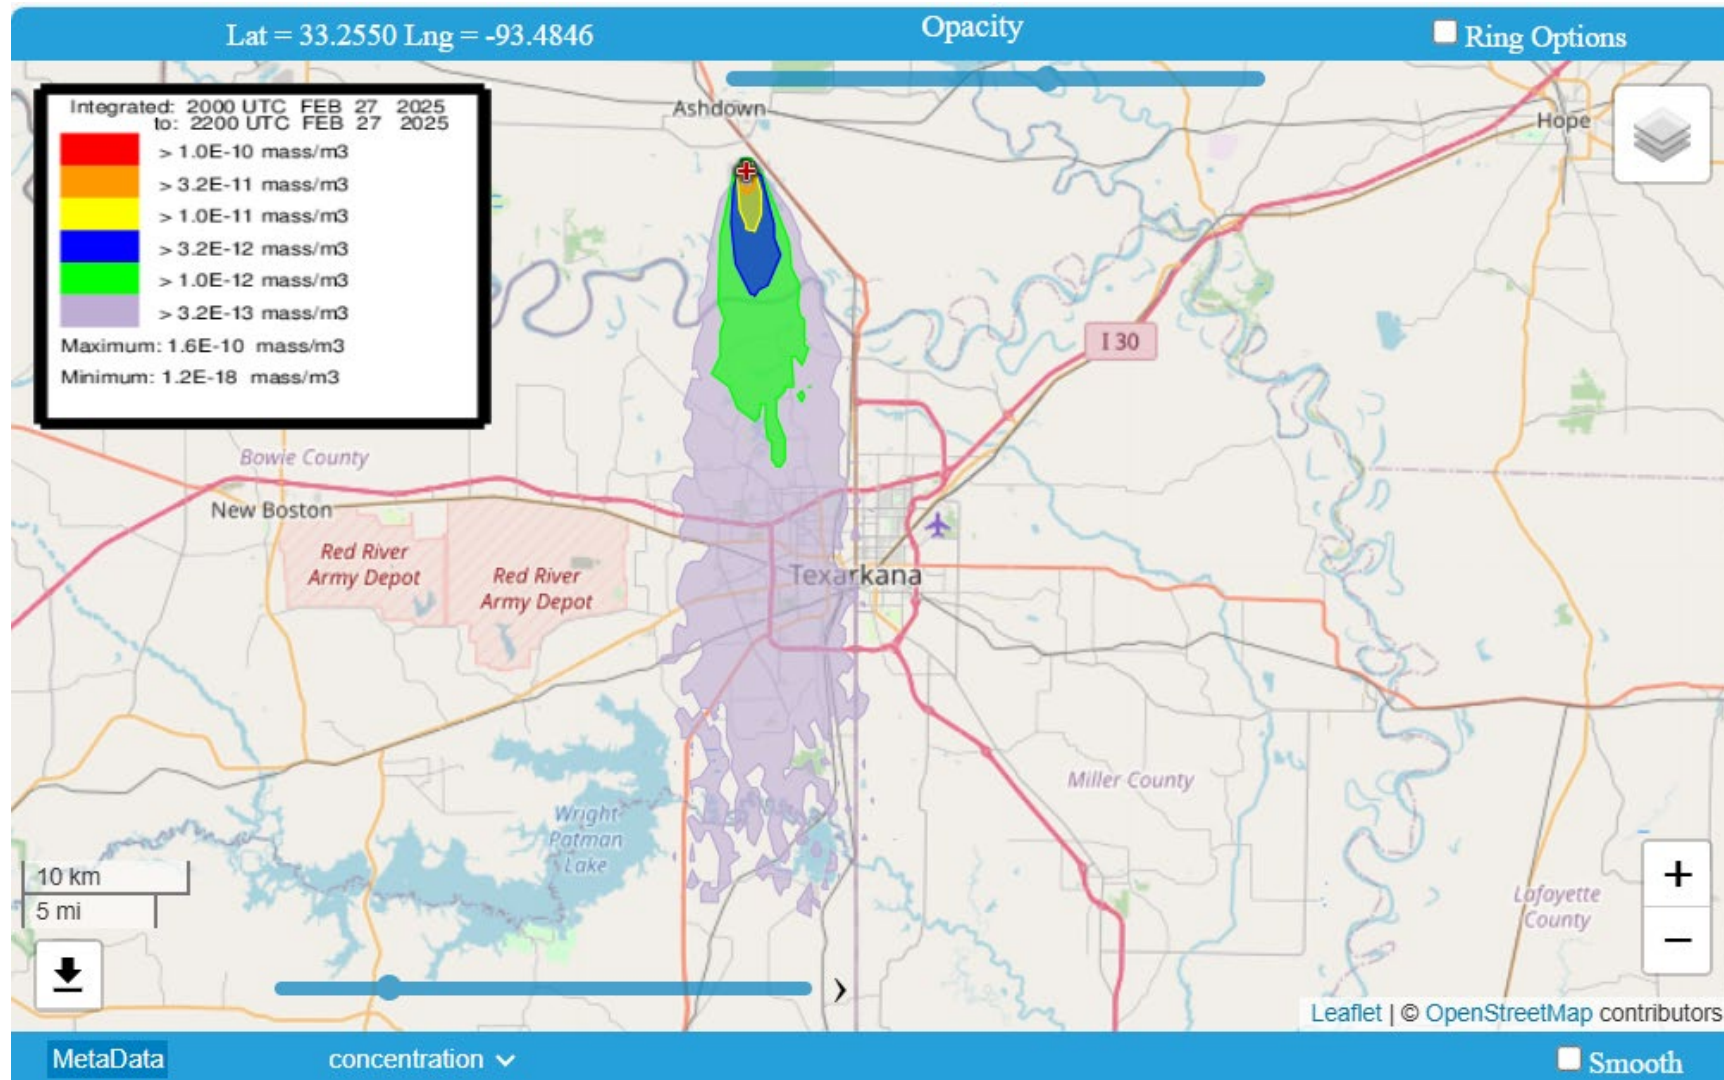 Lat = 33.2550 Lng = -93.4846
Opacity
Ring Options
Integrated: 2000 UTC FEB 27 2025
to: 2200 UTC FEB 27 2025
> 1.0E-10 mass/m3
> 3.2E-11 mass/m3
> 1.0E-11 mass/m3
> 3.2E-12 mass/m3
> 1.0E-12 mass/m3
> 3.2E-13 mass/m3
Maximum: 1.6E-10 mass/m3
Minimum: 1.2E-18 mass/m3
Ashdown
Hope
I 30
Bowie County
New Boston
Red River
Army Depot
Red River
Army Depot
Texarkana
Miller County
Wright
Patman
Lake
Lafayette
County
10 km
5 mi
+
−
Leaflet | © OpenStreetMap contributors
MetaData
concentration
Smooth